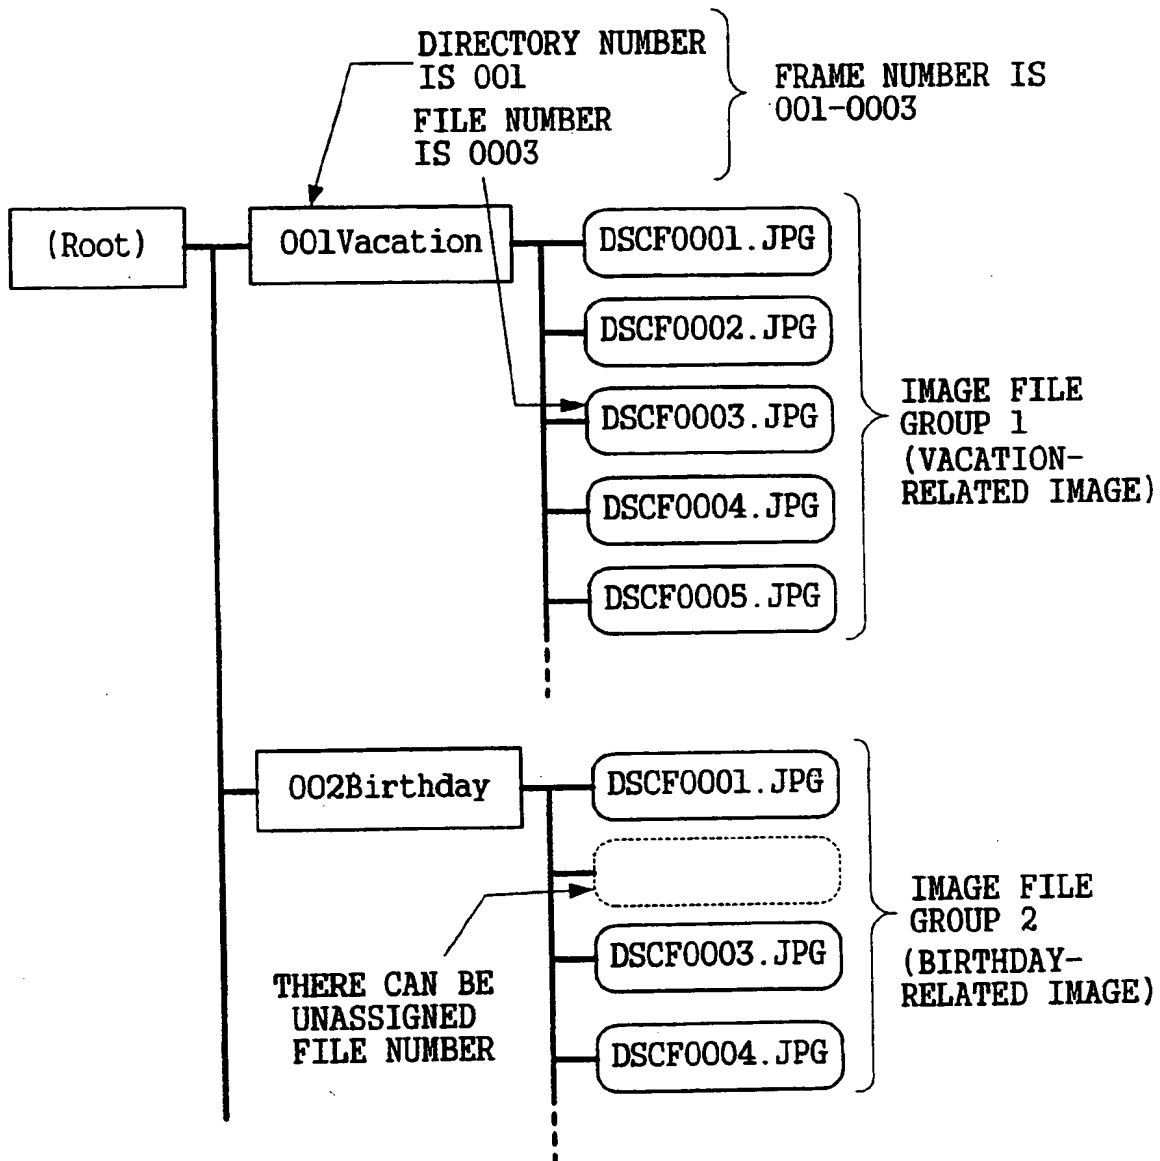 DIRECTORY NUMBER
IS 001
FILE NUMBER
IS 0003
FRAME NUMBER IS
001-0003
(Root)
001Vacation
DSCF0001.JPG
DSCF0002.JPG
DSCF0003.JPG
DSCF0004.JPG
DSCF0005.JPG
IMAGE FILE
GROUP 1
(VACATION-
RELATED IMAGE)
002Birthday
DSCF0001.JPG
DSCF0003.JPG
DSCF0004.JPG
THERE CAN BE
UNASSIGNED
FILE NUMBER
IMAGE FILE
GROUP 2
(BIRTHDAY-
RELATED IMAGE)